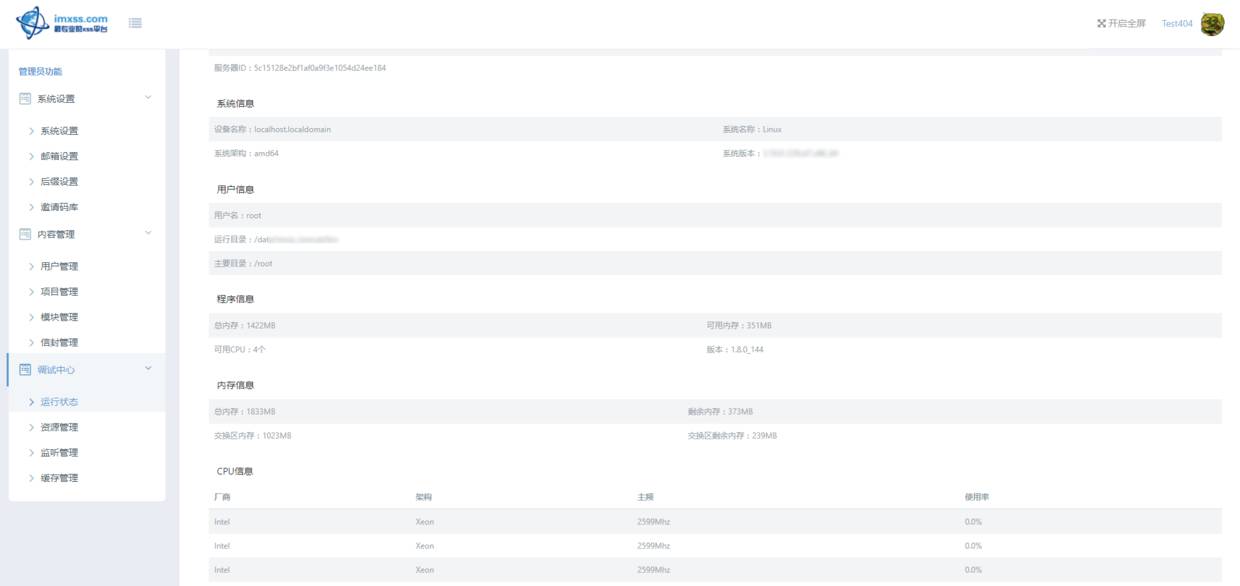 imxss.com
最专业的xss平台
开启全屏 Test404
管理员功能
系统设置
系统设置
邮箱设置
后缀设置
邀请码库
内容管理
用户管理
项目管理
模块管理
信封管理
调试中心
运行状态
资源管理
监听管理
缓存管理
服务器ID：5c15128e2bf1af0a9f3e1054d24ee184
系统信息
设备名称：localhost.localdomain 系统名称：Linux
系统架构：amd64 系统版本：
用户信息
用户名：root
运行目录：/dat
主要目录：/root
程序信息
总内存：1422MB 可用内存：351MB
可用CPU：4个 版本：1.8.0_144
内存信息
总内存：1833MB 剩余内存：373MB
交换区内存：1023MB 交换区剩余内存：239MB
CPU信息
厂商 架构 主频 使用率
Intel Xeon 2599Mhz 0.0%
Intel Xeon 2599Mhz 0.0%
Intel Xeon 2599Mhz 0.0%